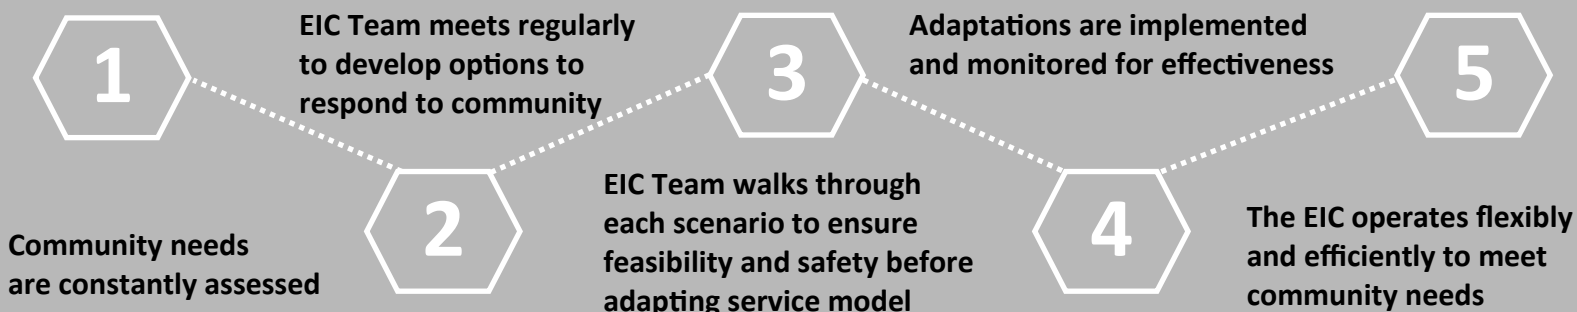 1
Community needs
are constantly assessed
2
EIC Team meets regularly
to develop options to
respond to community
3
EIC Team walks through
each scenario to ensure
feasibility and safety before
adapting service model
4
Adaptations are implemented
and monitored for effectiveness
5
The EIC operates flexibly
and efficiently to meet
community needs